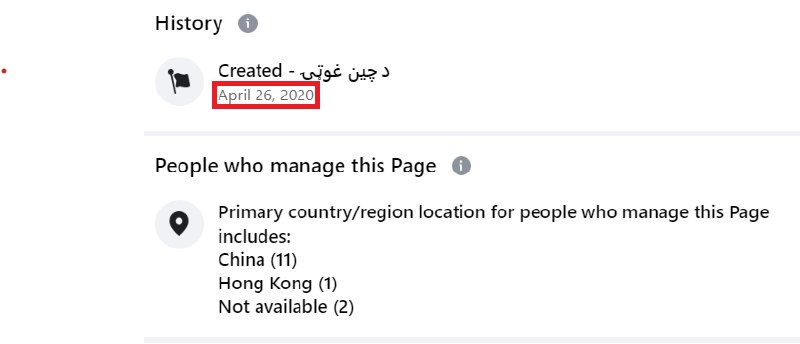 History
Created - د چین غوټۍ
April 26, 2020
People who manage this Page
Primary country/region location for people who manage this Page
includes:
China (11)
Hong Kong (1)
Not available (2)